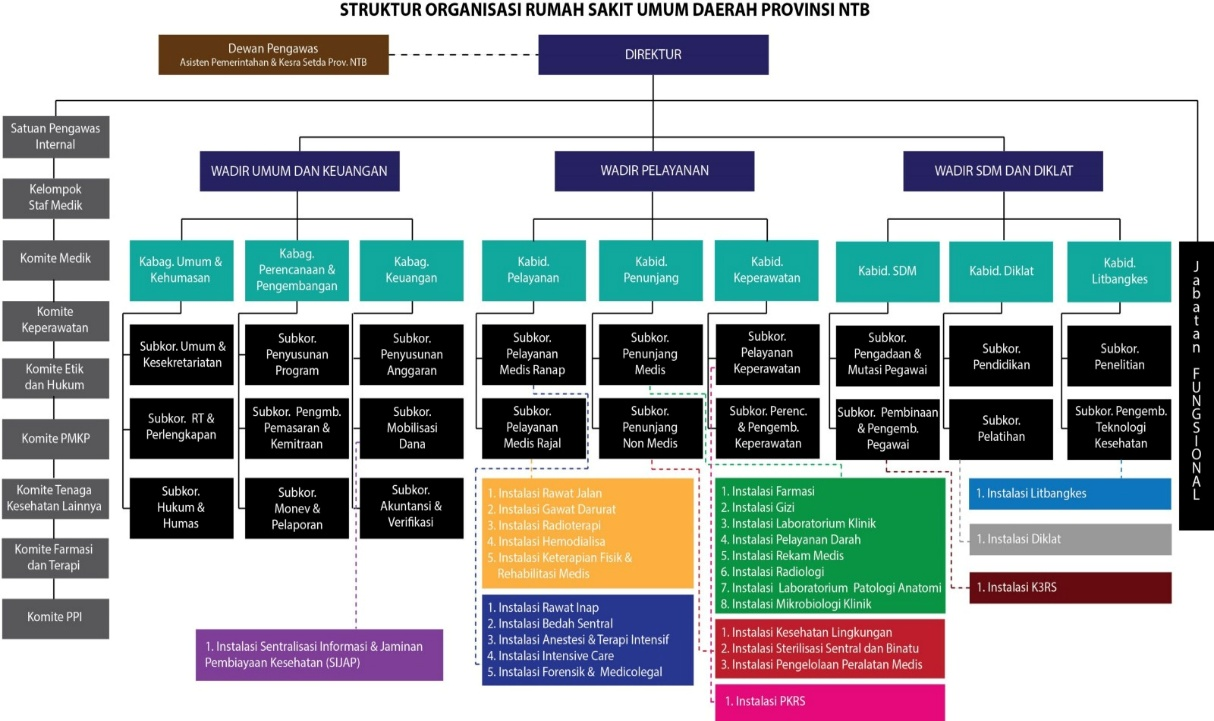 STRUKTUR ORGANISASI RUMAH SAKIT UMUM DAERAH PROVINSI NTB
Dewan Pengawas
Asisten Pemerintahan & Kesra Setda Prov. NTB
DIREKTUR
Satuan Pengawas
Internal
Kelompok
Staf Medik
Komite Medik
Komite
Keperawatan
Komite Etik
dan Hukum
Komite PMKP
Komite Tenaga
Kesehatan Lainnya
Komite Farmasi
dan Terapi
Komite PPI
WADIR UMUM DAN KEUANGAN
WADIR PELAYANAN
WADIR SDM DAN DIKLAT
Kabag. Umum &
Kehumasan
Kabag.
Perencanaan &
Pengembangan
Kabag.
Keuangan
Kabid.
Pelayanan
Kabid.
Penunjang
Kabid.
Keperawatan
Kabid. SDM
Kabid. Diklat
Kabid.
Litbangkes
Jabatan FUNGSIONAL
Subkor. Umum &
Kesekretariatan
Subkor.
Penyusunan
Program
Subkor.
Penyusunan
Anggaran
Subkor.
Pelayanan
Medis Ranap
Subkor.
Penunjang
Medis
Subkor.
Pelayanan
Keperawatan
Subkor.
Pengadaan &
Mutasi Pegawai
Subkor.
Pendidikan
Subkor.
Penelitian
Subkor. RT &
Perlengkapan
Subkor. Pengmb.
Pemasaran &
Kemitraan
Subkor.
Mobilisasi
Dana
Subkor.
Pelayanan
Medis Rajal
Subkor.
Penunjang
Non Medis
Subkor. Perenc.
& Pengemb.
Keperawatan
Subkor. Pembinaan
& Pengemb.
Pegawai
Subkor.
Pelatihan
Subkor. Pengemb.
Teknologi
Kesehatan
Subkor.
Hukum &
Humas
Subkor.
Monev &
Pelaporan
Subkor.
Akuntansi &
Verifikasi
1. Instalasi Rawat Jalan
2. Instalasi Gawat Darurat
3. Instalasi Radioterapi
4. Instalasi Hemodialisa
5. Instalasi Keterapian Fisik &
Rehabilitasi Medis
1. Instalasi Rawat Inap
2. Instalasi Bedah Sentral
3. Instalasi Anestesi & Terapi Intensif
4. Instalasi Intensive Care
5. Instalasi Forensik & Medicolegal
1. Instalasi Farmasi
2. Instalasi Gizi
3. Instalasi Laboratorium Klinik
4. Instalasi Pelayanan Darah
5. Instalasi Rekam Medis
6. Instalasi Radiologi
7. Instalasi Laboratorium Patologi Anatomi
8. Instalasi Mikrobiologi Klinik
1. Instalasi Kesehatan Lingkungan
2. Instalasi Sterilisasi Sentral dan Binatu
3. Instalasi Pengelolaan Peralatan Medis
1. Instalasi PKRS
1. Instalasi Litbangkes
1. Instalasi Diklat
1. Instalasi K3RS
1. Instalasi Sentralisasi Informasi & Jaminan
Pembiayaan Kesehatan (SIJAP)